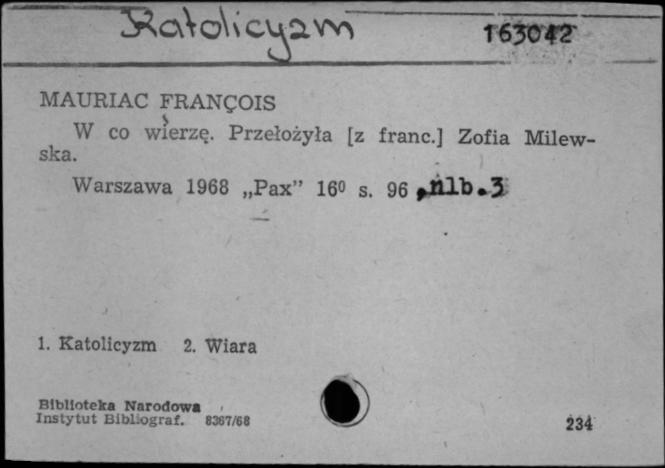 Katolicyzm 163042
MAURIAC FRANÇOIS
W co wierzę. Przełożyła [z franc.] Zofia Milew-
ska.
Warszawa 1968 „Pax” 16⁰ s. 96, nlb. 3
1. Katolicyzm 2. Wiara
Biblioteka Narodowa
Instytut Bibliograf. 8367/68
234